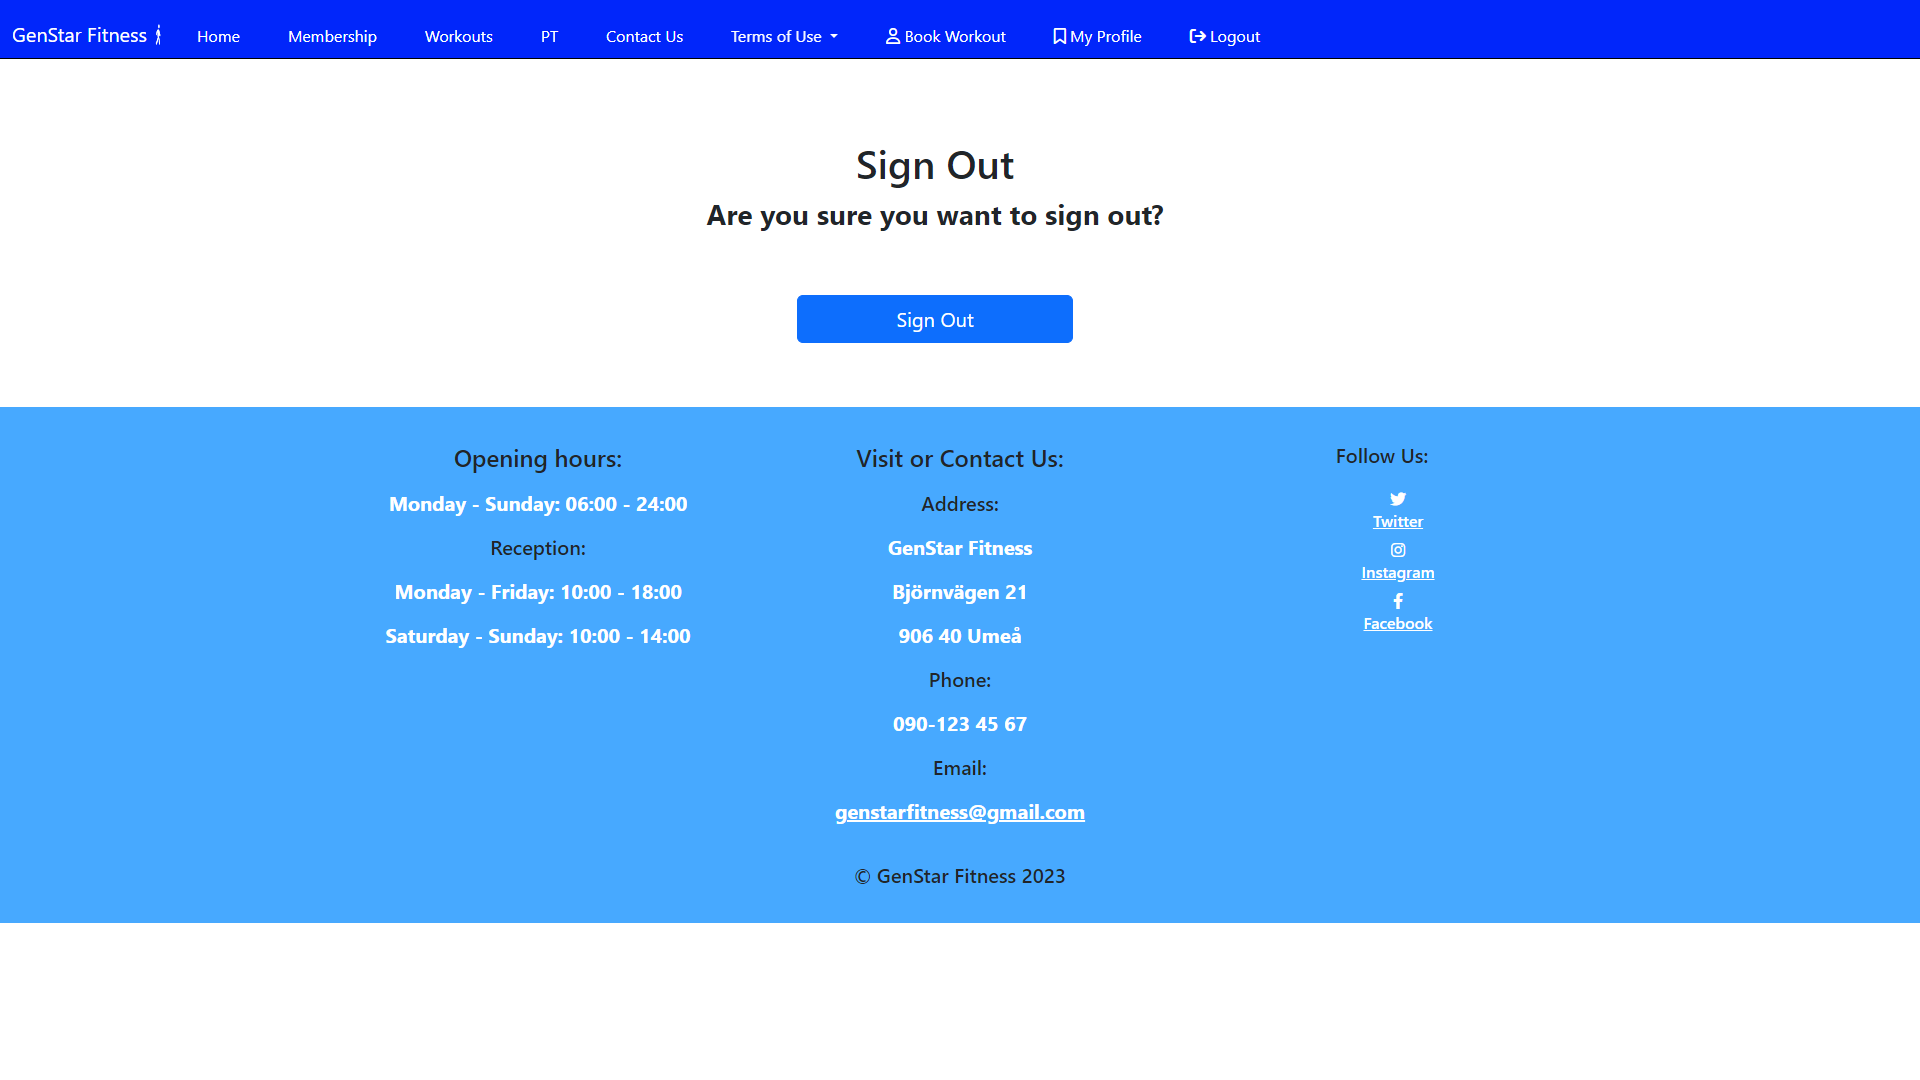 GenStar Fitness Home Membership Workouts PT Contact Us Terms of Use Book Workout My Profile Logout
Sign Out
Are you sure you want to sign out?
Sign Out
Opening hours:
Monday - Sunday: 06:00 - 24:00
Reception:
Monday - Friday: 10:00 - 18:00
Saturday - Sunday: 10:00 - 14:00
Visit or Contact Us:
Address:
GenStar Fitness
Björnvägen 21
906 40 Umeå
Phone:
090-123 45 67
Email:
genstarfitness@gmail.com
Follow Us:
Twitter
Instagram
Facebook
© GenStar Fitness 2023